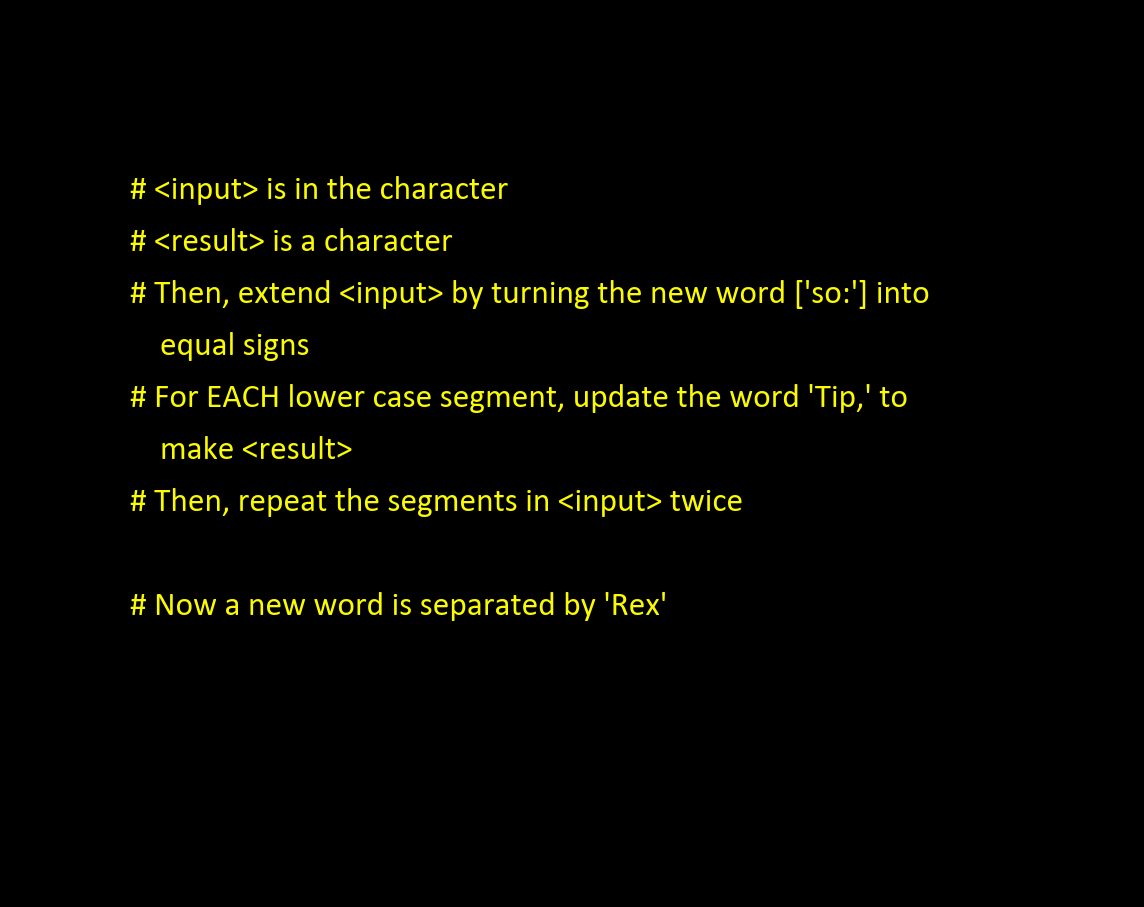 # <input> is in the character
# <result> is a character
# Then, extend <input> by turning the new word ['so:'] into
equal signs
# For EACH lower case segment, update the word 'Tip,' to
make <result>
# Then, repeat the segments in <input> twice
# Now a new word is separated by 'Rex'